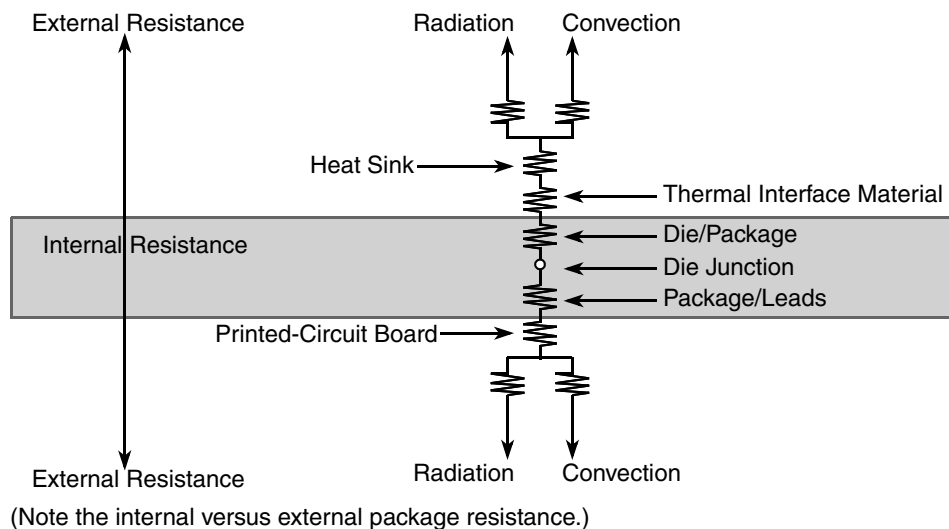 External Resistance
Radiation Convection
Heat Sink
Thermal Interface Material
Internal Resistance
Die/Package
Die Junction
Package/Leads
Printed-Circuit Board
External Resistance
Radiation Convection
(Note the internal versus external package resistance.)